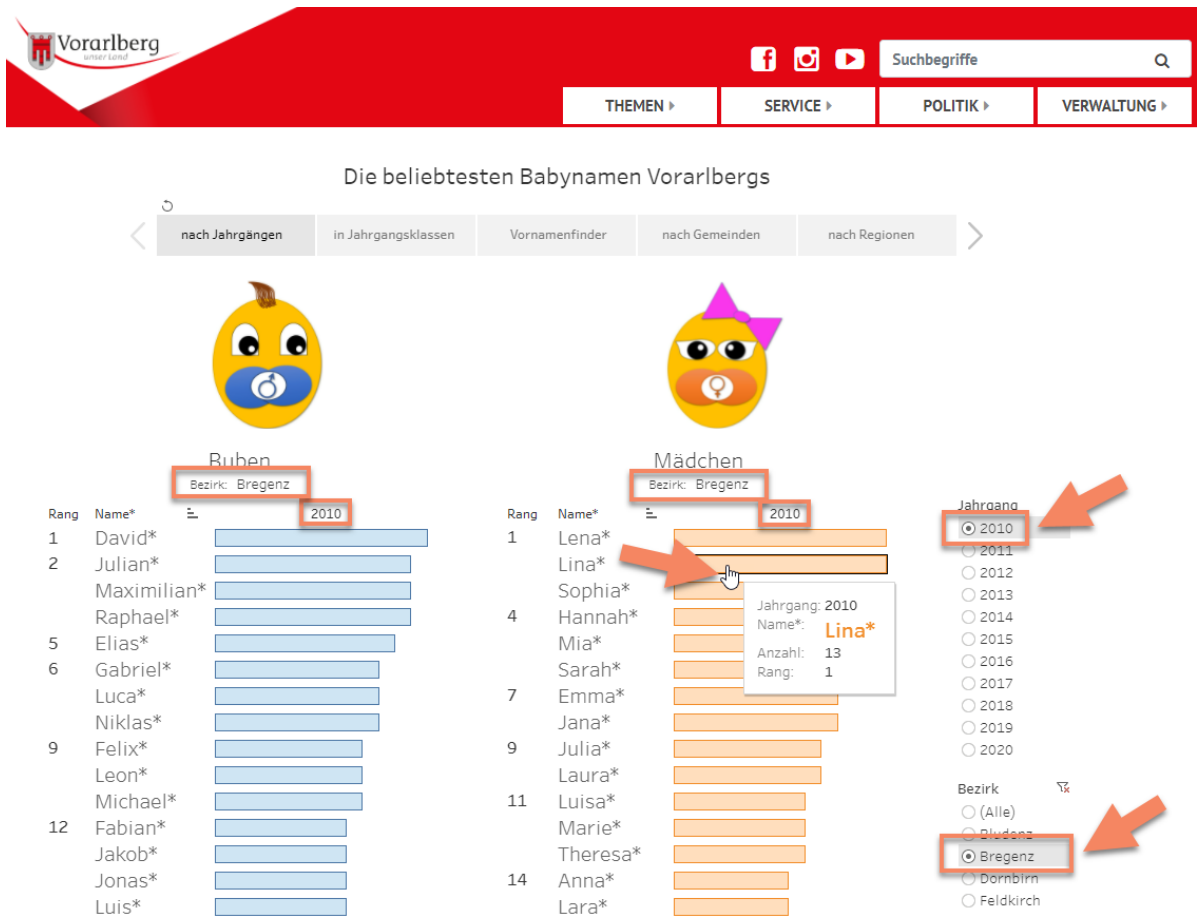 Vorarlberg
unser Land
Suchbegriffe
THEMEN
SERVICE
POLITIK
VERWALTUNG
Die beliebtesten Babynamen Vorarlbergs
nach Jahrgängen
in Jahrgangsklassen
Vornamenfinder
nach Gemeinden
nach Regionen
Buben
Bezirk: Bregenz
Rang Name* 2010
1 David*
2 Julian*
Maximilian*
Raphael*
5 Elias*
6 Gabriel*
Luca*
Niklas*
9 Felix*
Leon*
Michael*
12 Fabian*
Jakob*
Jonas*
Luis*
Mädchen
Bezirk: Bregenz
Rang Name* 2010
1 Lena*
Lina*
Sophia*
4 Hannah*
Mia*
Sarah*
7 Emma*
Jana*
9 Julia*
Laura*
11 Luisa*
Marie*
Theresa*
14 Anna*
Lara*
Jahrgang: 2010
Name*: Lina*
Anzahl: 13
Rang: 1
Jahrgang
2010
2011
2012
2013
2014
2015
2016
2017
2018
2019
2020
Bezirk
(Alle)
Bludenz
Bregenz
Dornbirn
Feldkirch